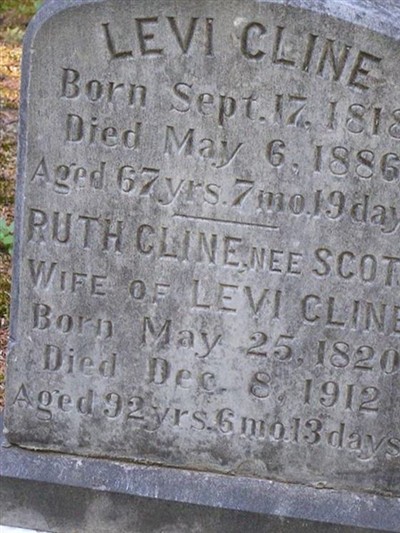 LEVI CLINE
Born Sept. 17, 1818
Died May 6, 1886
Aged 67 yrs. 7 mo. 19 days
RUTH CLINE, NEE SCOT
WIFE OF LEVI CLINE
Born May 25, 1820
Died Dec. 8, 1912
Aged 92 yrs. 6 mo. 13 days